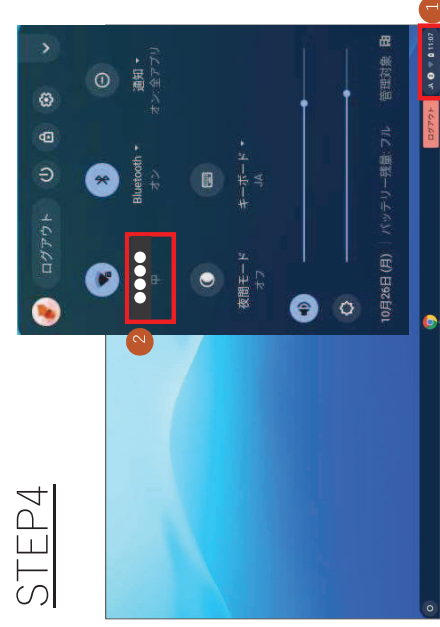 STEP4
ログアウト
●●●●
中
Bluetooth
オン
通知
オン: 全アプリ
夜間モード
オフ
キーボード
JA
10月26日 (月) | バッテリー残量: フル 管理対象
2
ログアウト
JA 11:07
1